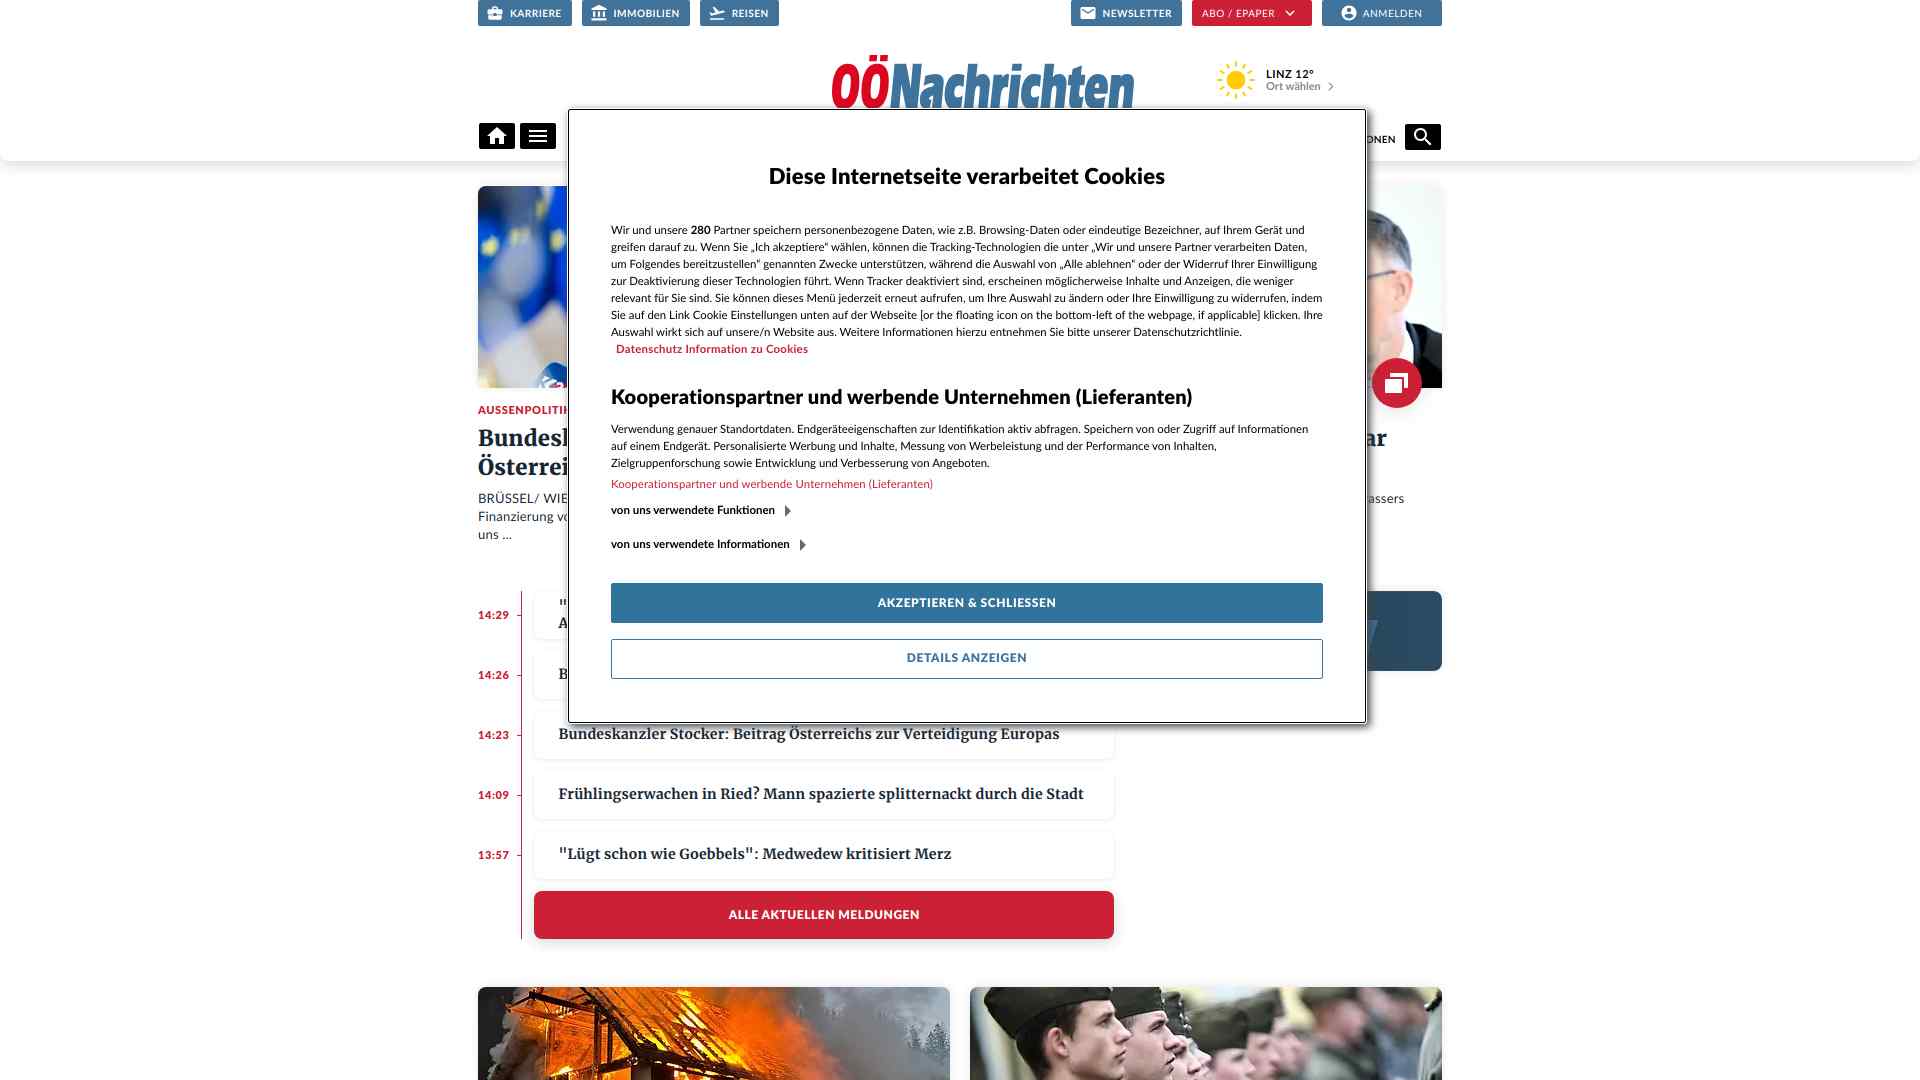 KARRIERE
IMMOBILIEN
REISEN
NEWSLETTER
ABO / EPAPER
ANMELDEN
OÖNachrichten
LINZ 12°
Ort wählen
ONEN
Diese Internetseite verarbeitet Cookies
Wir und unsere 280 Partner speichern personenbezogene Daten, wie z.B. Browsing-Daten oder eindeutige Bezeichner, auf Ihrem Gerät und
greifen darauf zu. Wenn Sie „Ich akzeptiere“ wählen, können die Tracking-Technologien die unter „Wir und unsere Partner verarbeiten Daten,
um Folgendes bereitzustellen“ genannten Zwecke unterstützen, während die Auswahl von „Alle ablehnen“ oder der Widerruf Ihrer Einwilligung
zur Deaktivierung dieser Technologien führt. Wenn Tracker deaktiviert sind, erscheinen möglicherweise Inhalte und Anzeigen, die weniger
relevant für Sie sind. Sie können dieses Menü jederzeit erneut aufrufen, um Ihre Auswahl zu ändern oder Ihre Einwilligung zu widerrufen, indem
Sie auf den Link Cookie Einstellungen unten auf der Webseite [or the floating icon on the bottom-left of the webpage, if applicable] klicken. Ihre
Auswahl wirkt sich auf unsere/n Website aus. Weitere Informationen hierzu entnehmen Sie bitte unserer Datenschutzrichtlinie.
Datenschutz Information zu Cookies
Kooperationspartner und werbende Unternehmen (Lieferanten)
Verwendung genauer Standortdaten. Endgeräteeigenschaften zur Identifikation aktiv abfragen. Speichern von oder Zugriff auf Informationen
auf einem Endgerät. Personalisierte Werbung und Inhalte, Messung von Werbeleistung und der Performance von Inhalten,
Zielgruppenforschung sowie Entwicklung und Verbesserung von Angeboten.
Kooperationspartner und werbende Unternehmen (Lieferanten)
von uns verwendete Funktionen
von uns verwendete Informationen
AKZEPTIEREN & SCHLIESSEN
DETAILS ANZEIGEN
AUSSENPOLITIK
Bundes
Österrei
BRÜSSEL/ WIE
Finanzierung vo
uns ...
ar
assers
14:29
"
A
14:26
B
14:23
Bundeskanzler Stocker: Beitrag Österreichs zur Verteidigung Europas
14:09
Frühlingserwachen in Ried? Mann spazierte splitternackt durch die Stadt
13:57
"Lügt schon wie Goebbels": Medwedew kritisiert Merz
ALLE AKTUELLEN MELDUNGEN